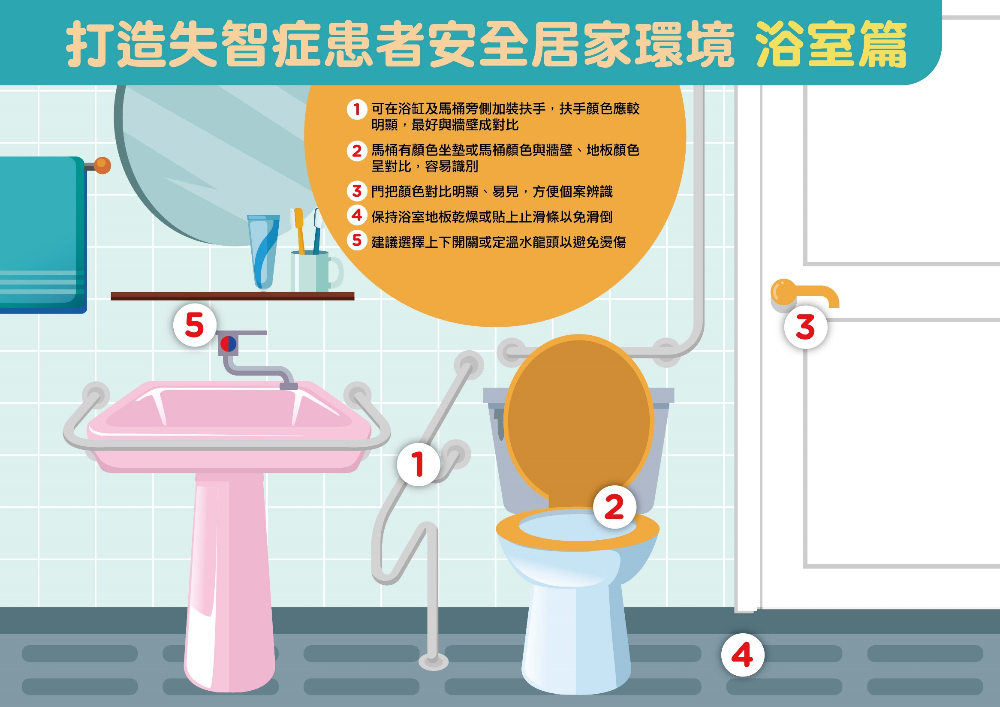 打造失智症患者安全居家環境 浴室篇
1 可在浴缸及馬桶旁側加裝扶手，扶手顏色應較
明顯，最好與牆壁成對比
2 馬桶有顏色坐墊或馬桶顏色與牆壁、地板顏色
呈對比，容易識別
3 門把顏色對比明顯、易見，方便個案辨識
4 保持浴室地板乾燥或貼上止滑條以免滑倒
5 建議選擇上下開關或定溫水龍頭以避免燙傷
5
3
1
2
4